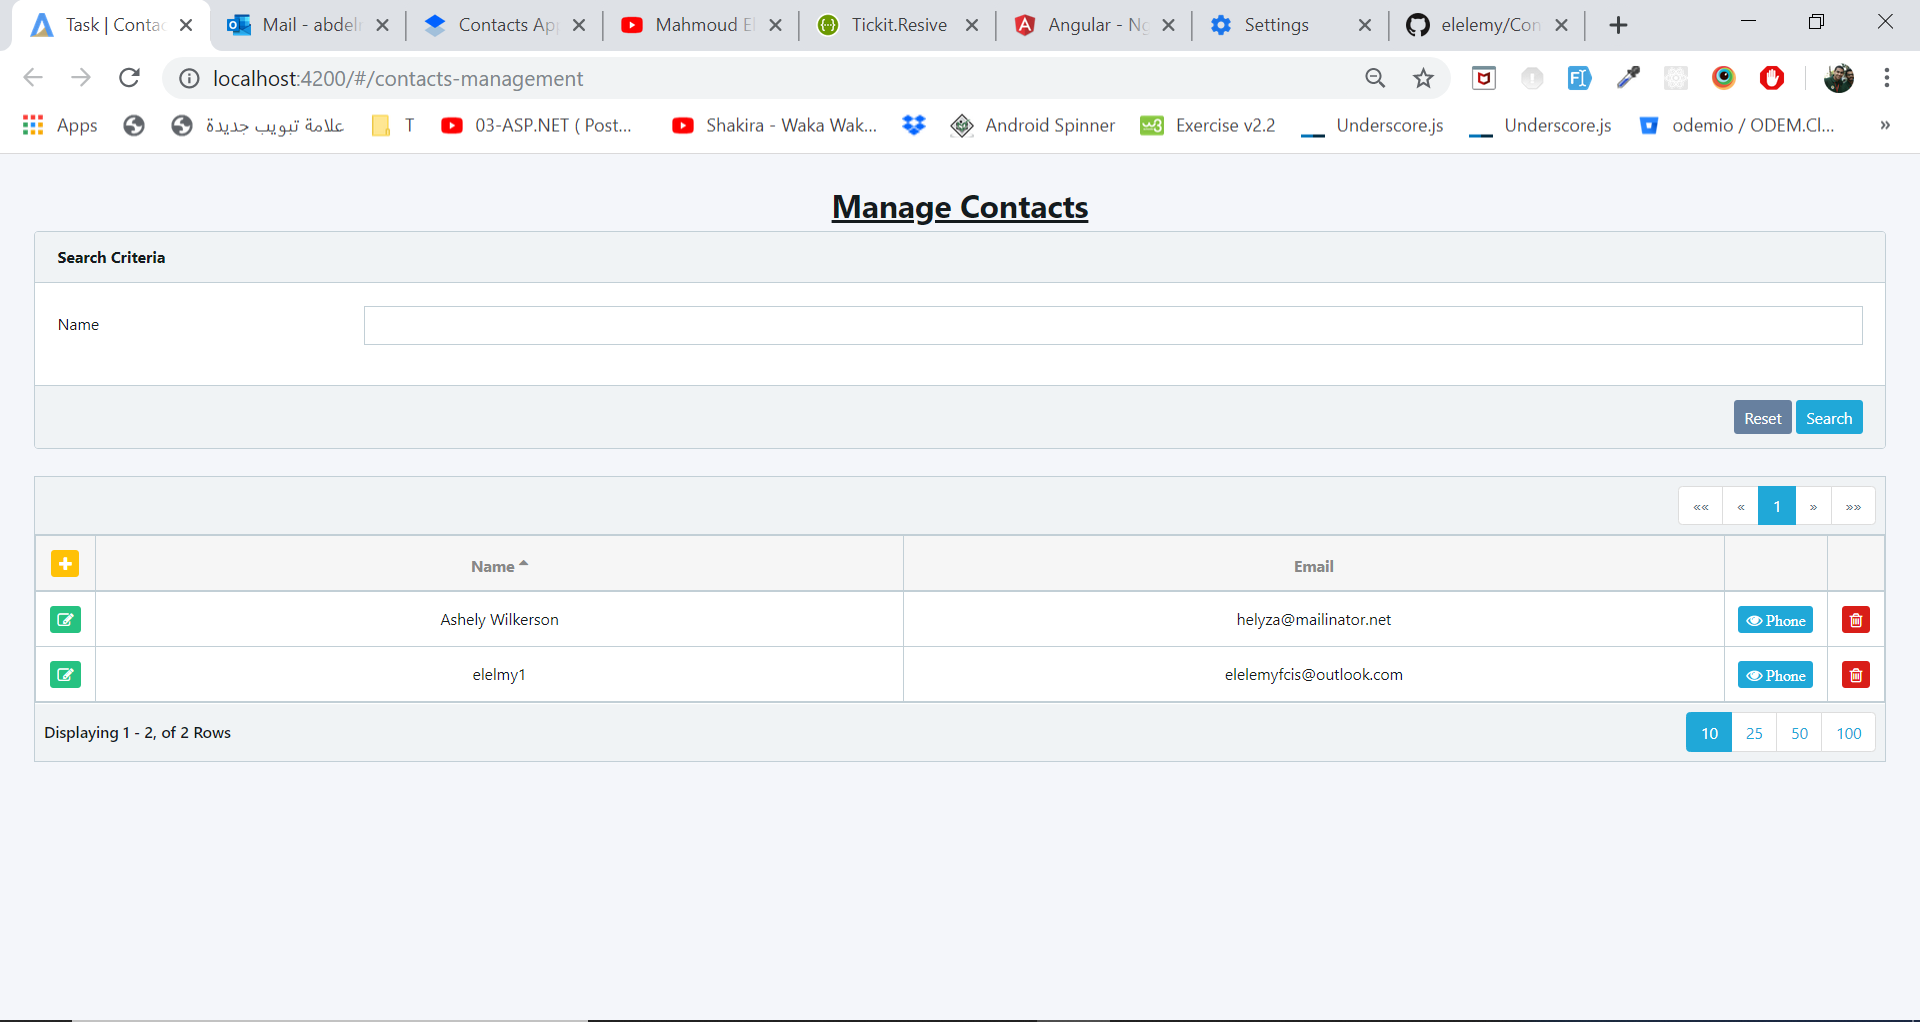 Task | Contac
Mail - abdelr
Contacts Ap
Mahmoud El
Tickit.Resive
Angular - Ng
Settings
elelemy/Con
localhost:4200/#/contacts-management
Apps
علامة تبويب جديدة
T
03-ASP.NET ( Post...
Shakira - Waka Wak...
Android Spinner
Exercise v2.2
Underscore.js
Underscore.js
odemio / ODEM.Cl...
»
Manage Contacts
Search Criteria
Name
Reset Search
«« « 1 » »»
Name Email
Ashely Wilkerson helyza@mailinator.net Phone
elelmy1 elelemyfcis@outlook.com Phone
Displaying 1 - 2, of 2 Rows 10 25 50 100